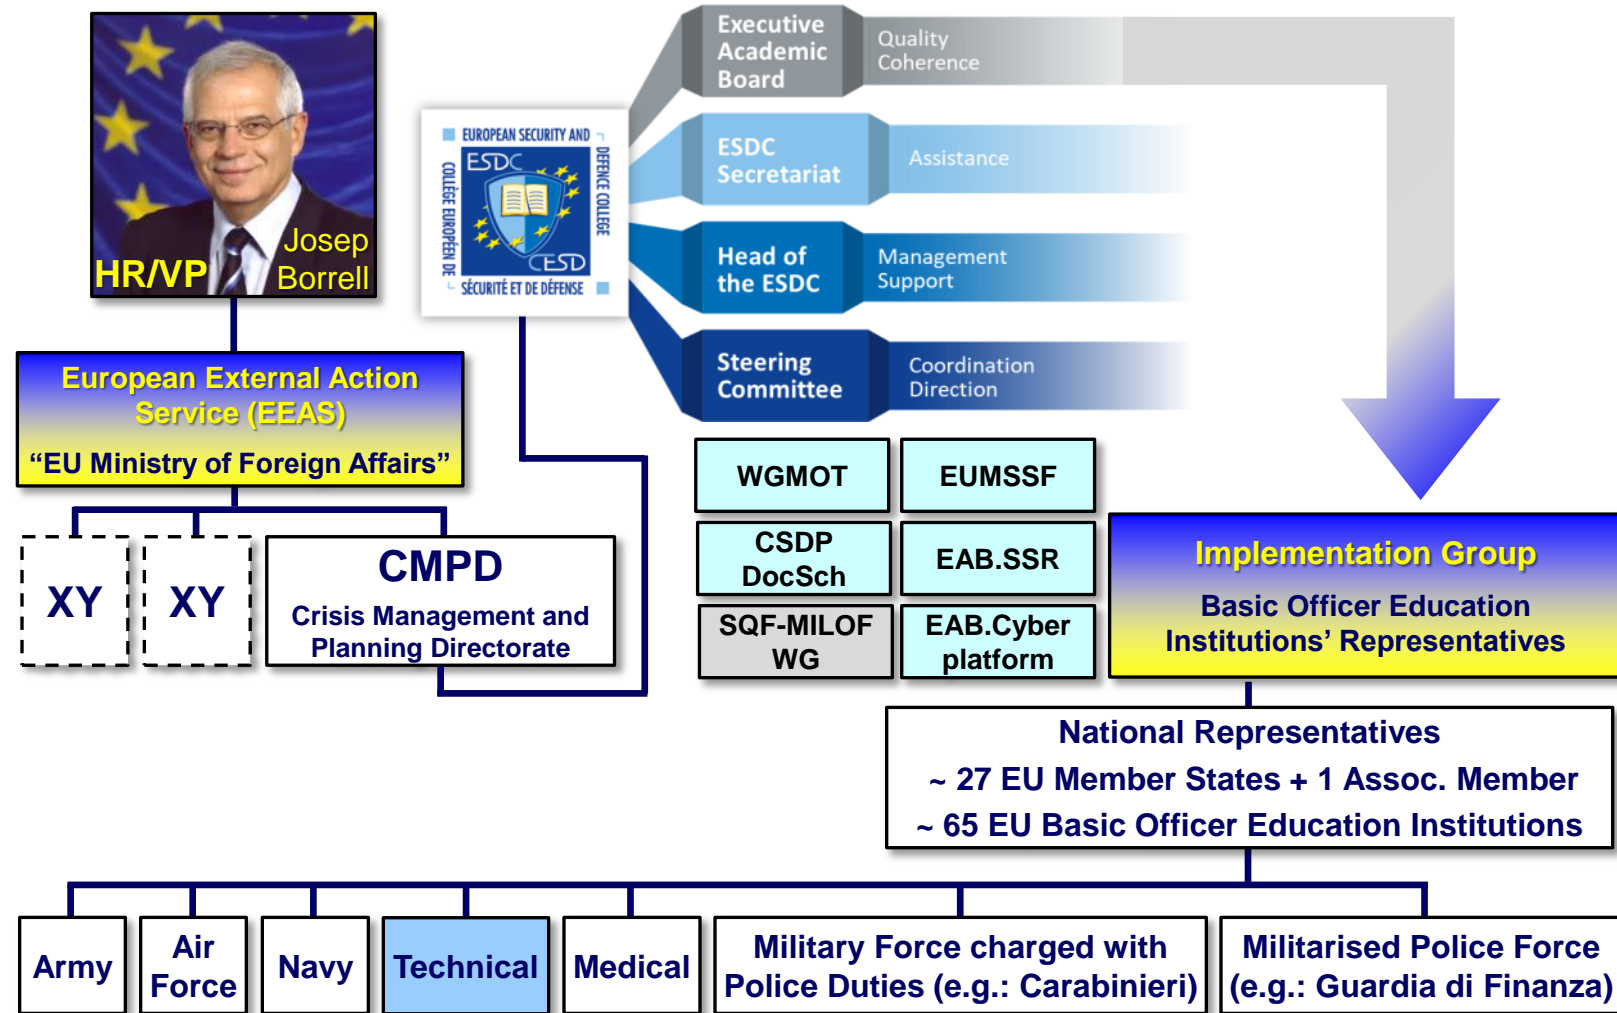 HR/VP
Josep
Borrell
European External Action
Service (EEAS)
“EU Ministry of Foreign Affairs”
XY
XY
CMPD
Crisis Management and
Planning Directorate
EUROPEAN SECURITY AND
DEFENCE COLLEGE
COLLÈGE EUROPÉEN DE
SÉCURITÉ ET DE DÉFENSE
ESDC
CESD
Executive
Academic
Board
Quality
Coherence
ESDC
Secretariat
Assistance
Head of
the ESDC
Management
Support
Steering
Committee
Coordination
Direction
WGMOT
EUMSSF
CSDP
DocSch
EAB.SSR
SQF-MILOF
WG
EAB.Cyber
platform
Implementation Group
Basic Officer Education
Institutions’ Representatives
National Representatives
~ 27 EU Member States + 1 Assoc. Member
~ 65 EU Basic Officer Education Institutions
Army
Air
Force
Navy
Technical
Medical
Military Force charged with
Police Duties (e.g.: Carabinieri)
Militarised Police Force
(e.g.: Guardia di Finanza)